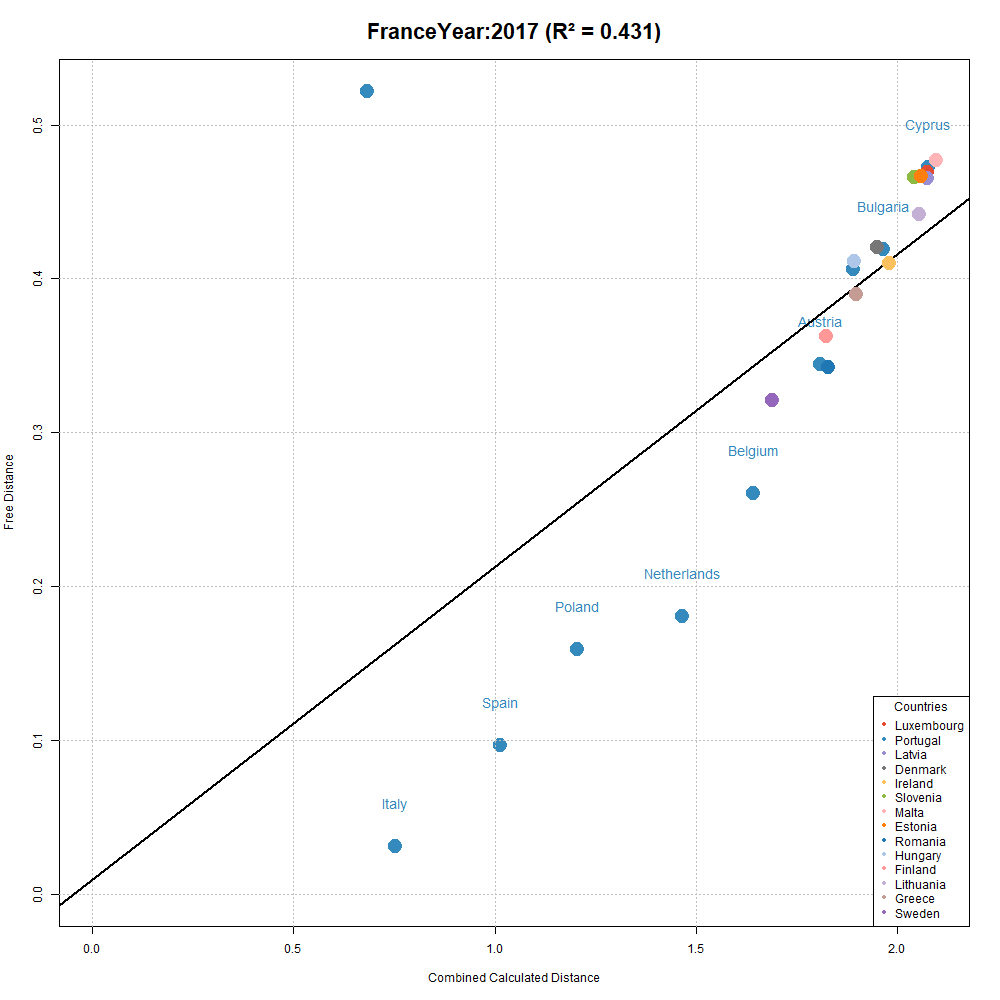 FranceYear:2017 (R² = 0.431)
Cyprus
Bulgaria
Austria
Belgium
Netherlands
Poland
Spain
Italy
0.5
0.4
0.3
0.2
0.1
0.0
Free Distance
0.0 0.5 1.0 1.5 2.0
Combined Calculated Distance
Countries
Luxembourg
Portugal
Latvia
Denmark
Ireland
Slovenia
Malta
Estonia
Romania
Hungary
Finland
Lithuania
Greece
Sweden